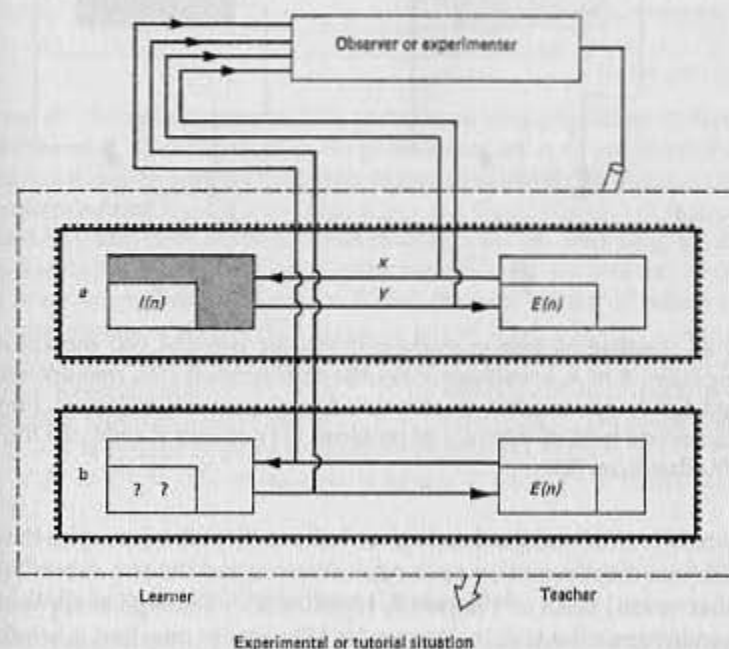 Observer or experimenter
a
I(n)
x
y
E(n)
b
? ?
E(n)
Learner
Teacher
Experimental or tutorial situation